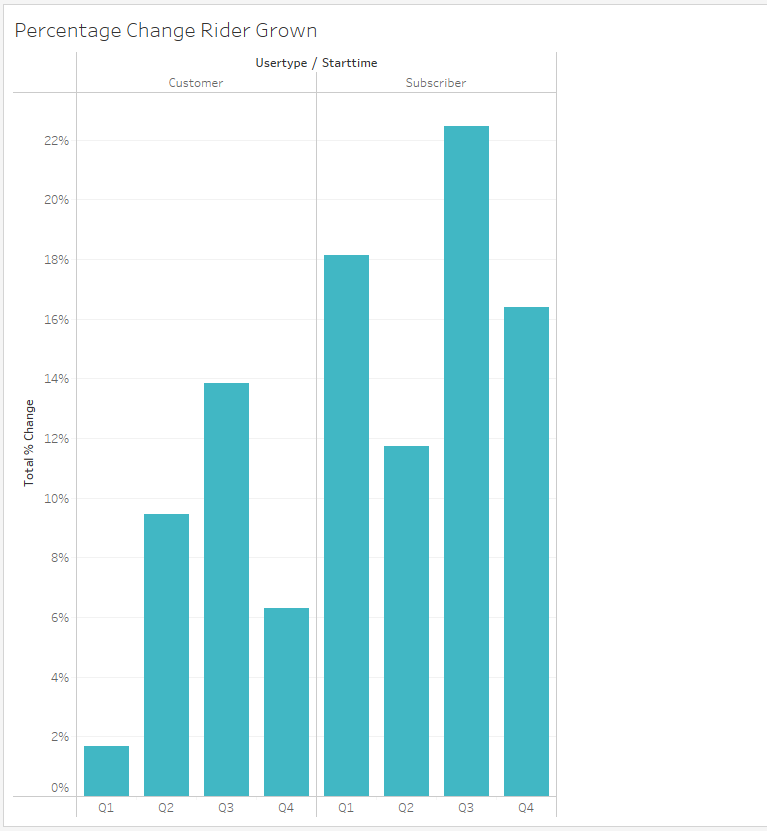 Percentage Change Rider Grown
Usertype / Starttime
Customer
Subscriber
Total % Change
22%
20%
18%
16%
14%
12%
10%
8%
6%
4%
2%
0%
Q1 Q2 Q3 Q4 Q1 Q2 Q3 Q4